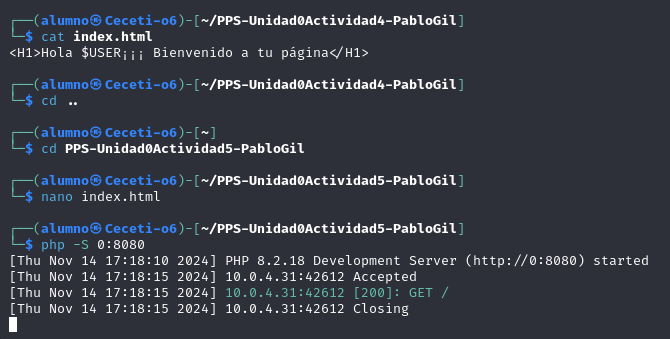 ┌──(alumno㉿Ceceti-o6)-[~/PPS-Unidad0Actividad4-PabloGil]
└─$ cat index.html
<H1>Hola $USER¡¡¡ Bienvenido a tu página</H1>
┌──(alumno㉿Ceceti-o6)-[~/PPS-Unidad0Actividad4-PabloGil]
└─$ cd ..
┌──(alumno㉿Ceceti-o6)-[~]
└─$ cd PPS-Unidad0Actividad5-PabloGil
┌──(alumno㉿Ceceti-o6)-[~/PPS-Unidad0Actividad5-PabloGil]
└─$ nano index.html
┌──(alumno㉿Ceceti-o6)-[~/PPS-Unidad0Actividad5-PabloGil]
└─$ php -S 0:8080
[Thu Nov 14 17:18:10 2024] PHP 8.2.18 Development Server (http://0:8080) started
[Thu Nov 14 17:18:15 2024] 10.0.4.31:42612 Accepted
[Thu Nov 14 17:18:15 2024] 10.0.4.31:42612 [200]: GET /
[Thu Nov 14 17:18:15 2024] 10.0.4.31:42612 Closing